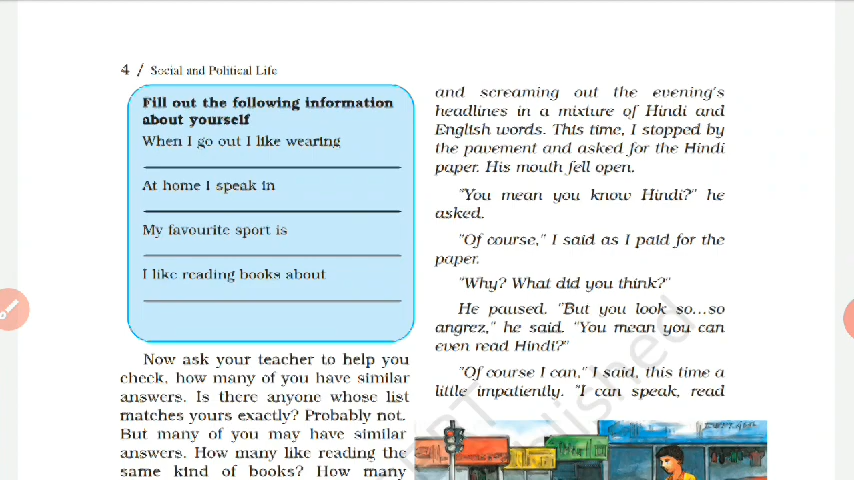 4 / Social and Political Life
Fill out the following information
about yourself
When I go out I like wearing
At home I speak in
My favourite sport is
I like reading books about
Now ask your teacher to help you
check, how many of you have similar
answers. Is there anyone whose list
matches yours exactly? Probably not.
But many of you may have similar
answers. How many like reading the
same kind of books? How many
and screaming out the evening's
headlines in a mixture of Hindi and
English words. This time, I stopped by
the pavement and asked for the Hindi
paper. His mouth fell open.
"You mean you know Hindi?" he
asked.
"Of course," I said as I paid for the
paper.
"Why? What did you think?"
He paused. "But you look so...so
angrez," he said. "You mean you can
even read Hindi?"
"Of course I can," I said, this time a
little impatiently. "I can speak, read